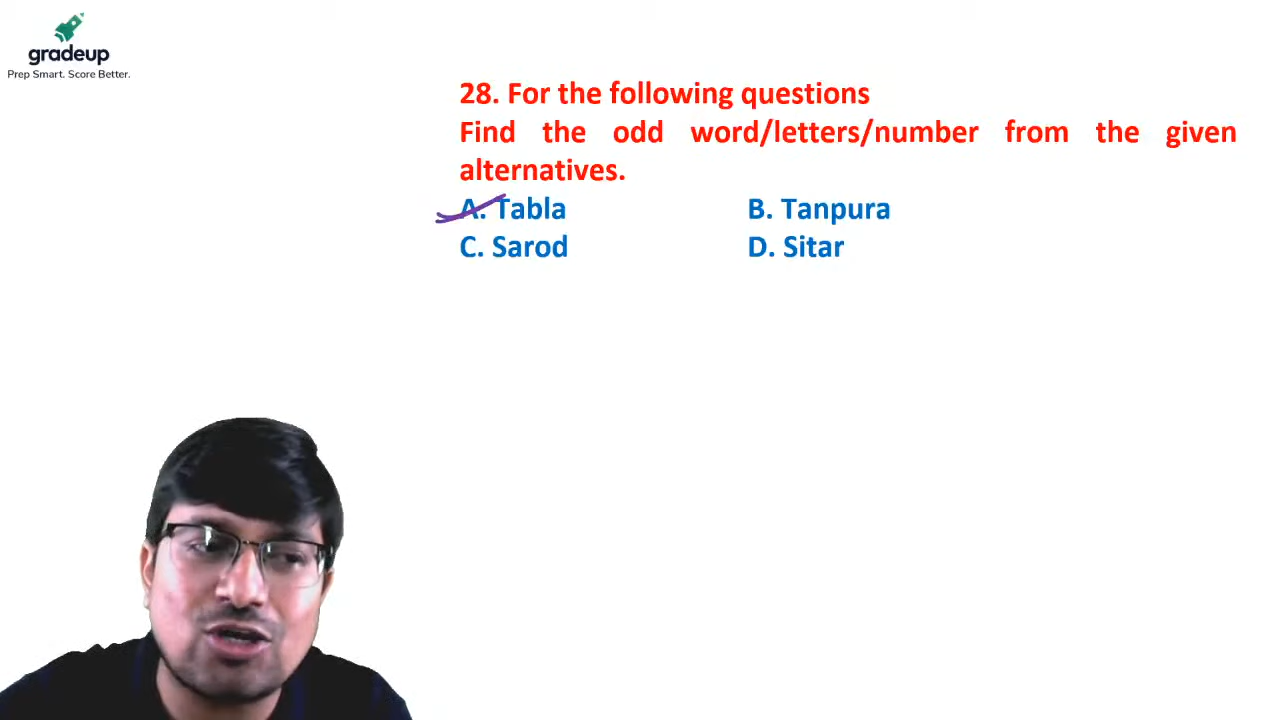 gradeup
Prep Smart. Score Better.
28. For the following questions
Find the odd word/letters/number from the given
alternatives.
A. Tabla B. Tanpura
C. Sarod D. Sitar